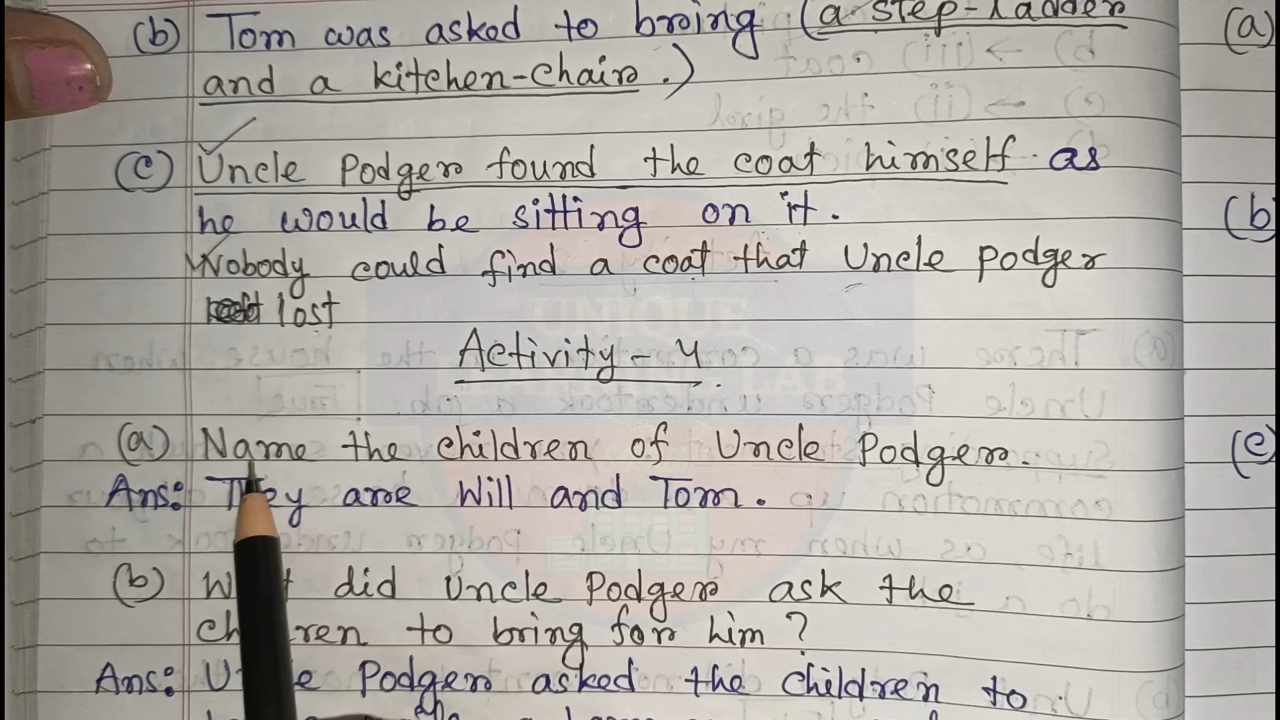 (b) Tom was asked to bring (a step-ladder
and a kitchen-chair.)
(c) Uncle Podger found the coat himself as
he would be sitting on it.
Nobody could find a coat that Uncle Podger
lost
Activity - 4
(a) Name the children of Uncle Podger.
Ans: They are Will and Tom.
(b) did Uncle Podger ask the
to bring for him ?
Ans: Podger asked the children to
(a)
(b)
(c)
UNIQUE